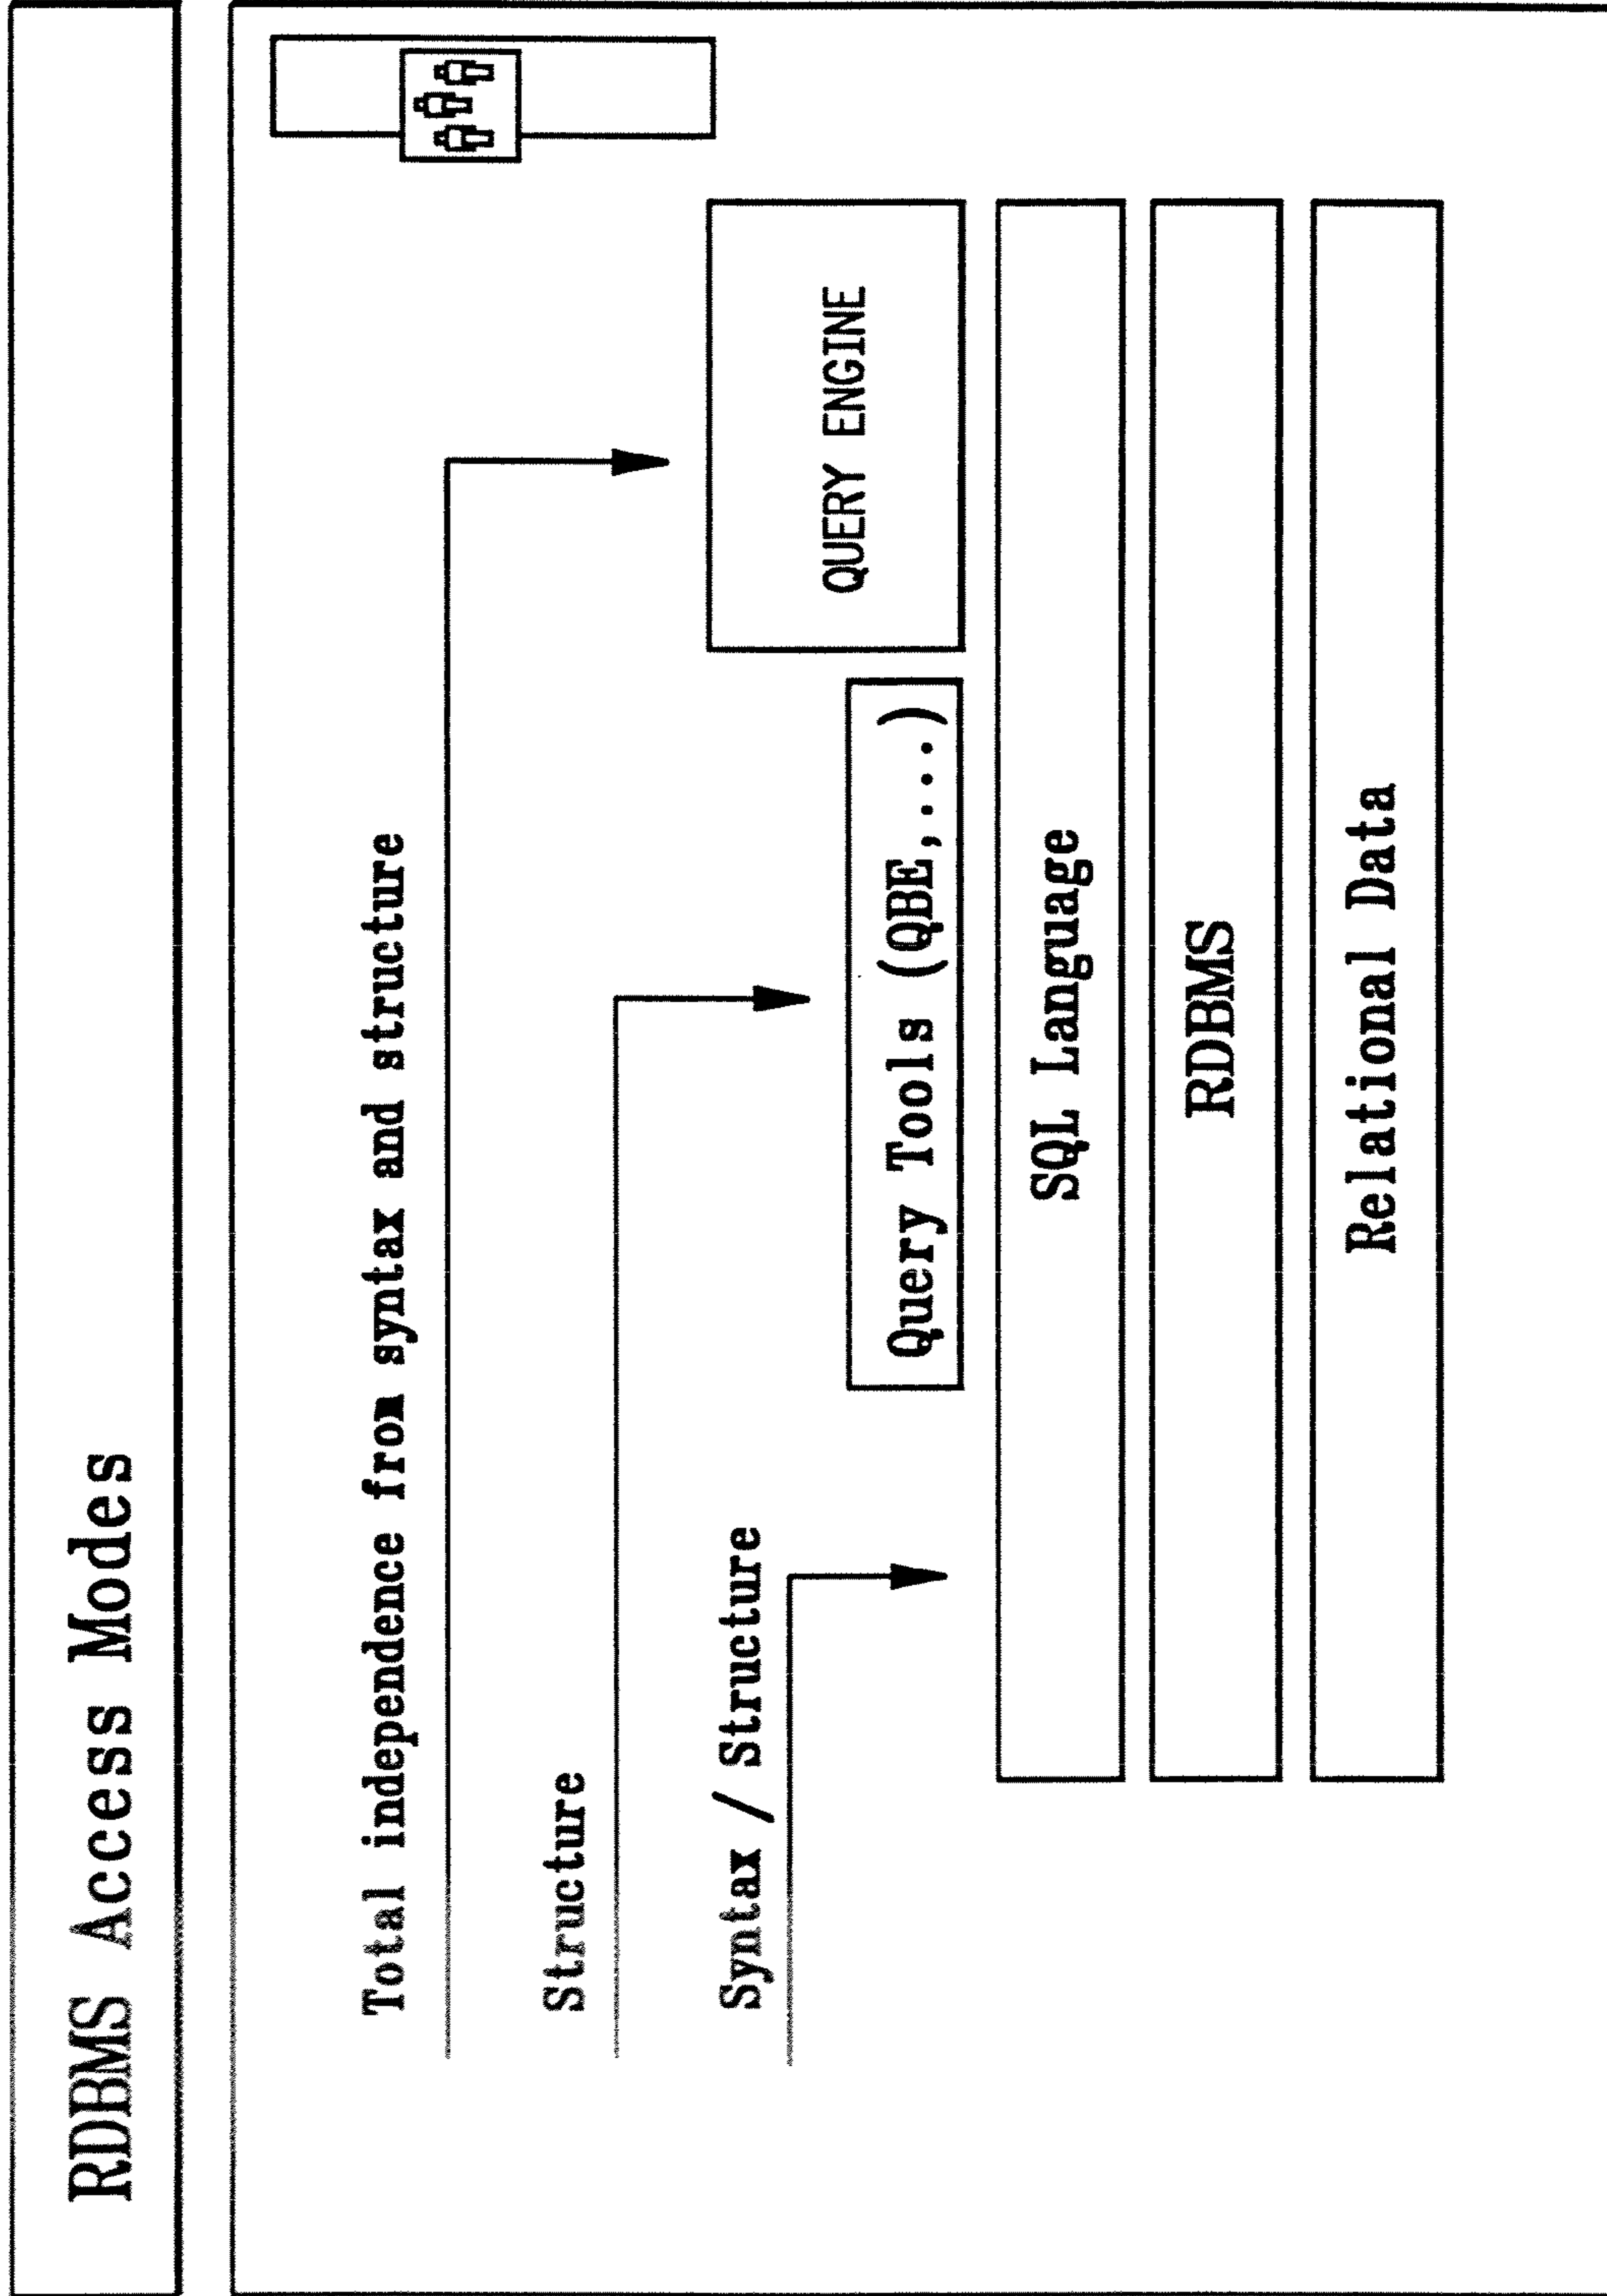 RDBMS Access Modes
Total independence from syntax and structure
Structure
Syntax / Structure
QUERY ENGINE
Query Tools (QBE,...)
SQL Language
RDBMS
Relational Data